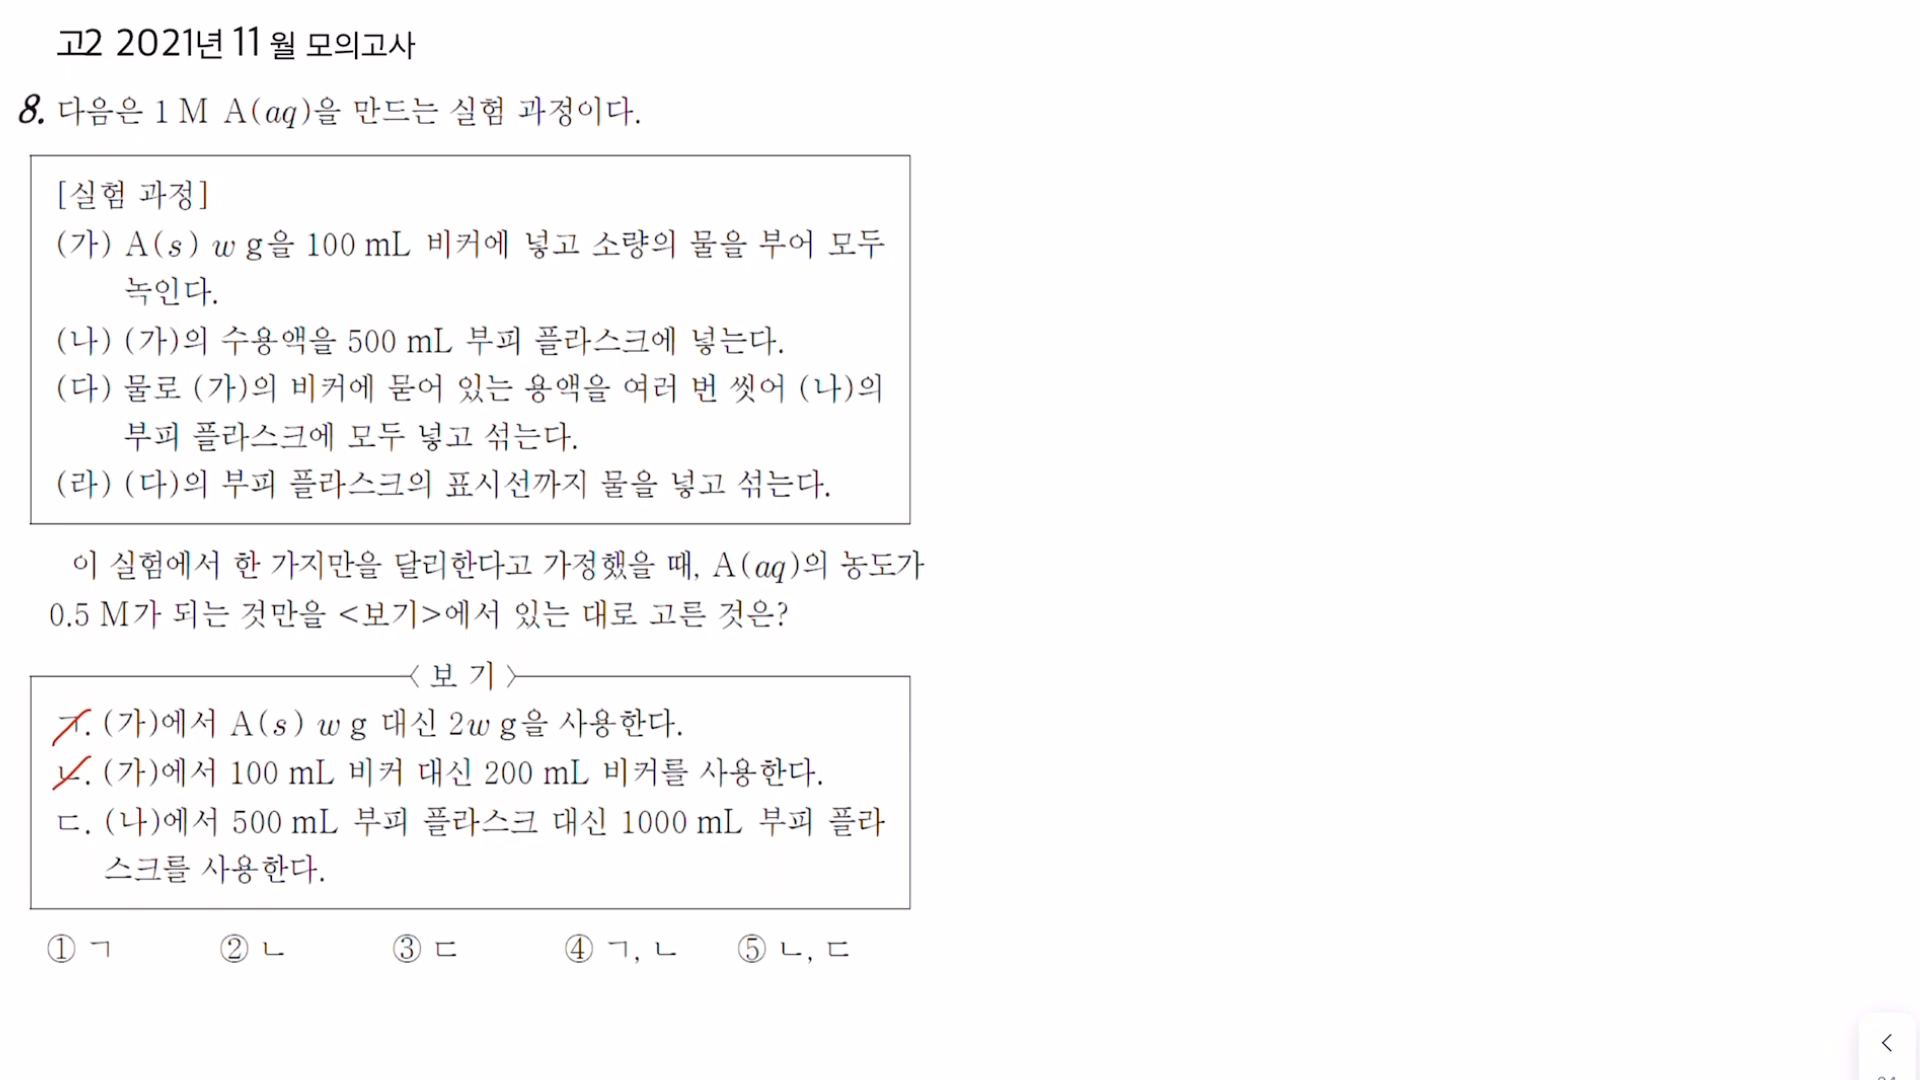 고2 2021년 11월 모의고사
8. 다음은 1 M A(aq)을 만드는 실험 과정이다.
[실험 과정]
(가) A(s) w g을 100 mL 비커에 넣고 소량의 물을 부어 모두
녹인다.
(나) (가)의 수용액을 500 mL 부피 플라스크에 넣는다.
(다) 물로 (가)의 비커에 묻어 있는 용액을 여러 번 씻어 (나)의
부피 플라스크에 모두 넣고 섞는다.
(라) (다)의 부피 플라스크의 표시선까지 물을 넣고 섞는다.
이 실험에서 한 가지만을 달리한다고 가정했을 때, A(aq)의 농도가
0.5 M가 되는 것만을 <보기>에서 있는 대로 고른 것은?
<보 기>
ㄱ. (가)에서 A(s) w g 대신 2w g을 사용한다.
ㄴ. (가)에서 100 mL 비커 대신 200 mL 비커를 사용한다.
ㄷ. (나)에서 500 mL 부피 플라스크 대신 1000 mL 부피 플라
스크를 사용한다.
① ㄱ ② ㄴ ③ ㄷ ④ ㄱ, ㄴ ⑤ ㄴ, ㄷ